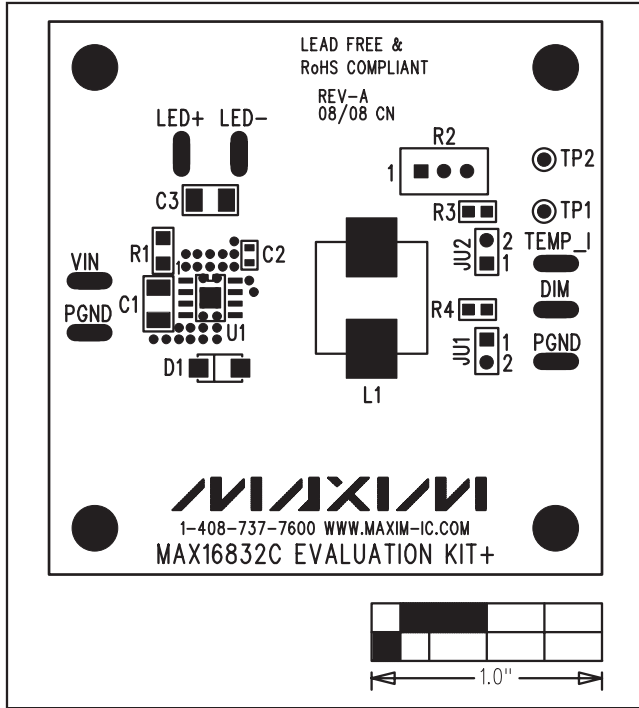 LEAD FREE &
RoHS COMPLIANT
REV-A
08/08 CN
LED+ LED-
R2
1
TP2
C3
R3
TP1
TEMP_I
R1
1
C2
JU2
2
1
VIN
DIM
C1
R4
PGND
U1
JU1
1
2
PGND
D1
L1
MAXIM
1-408-737-7600 WWW.MAXIM-IC.COM
MAX16832C EVALUATION KIT+
1.0"